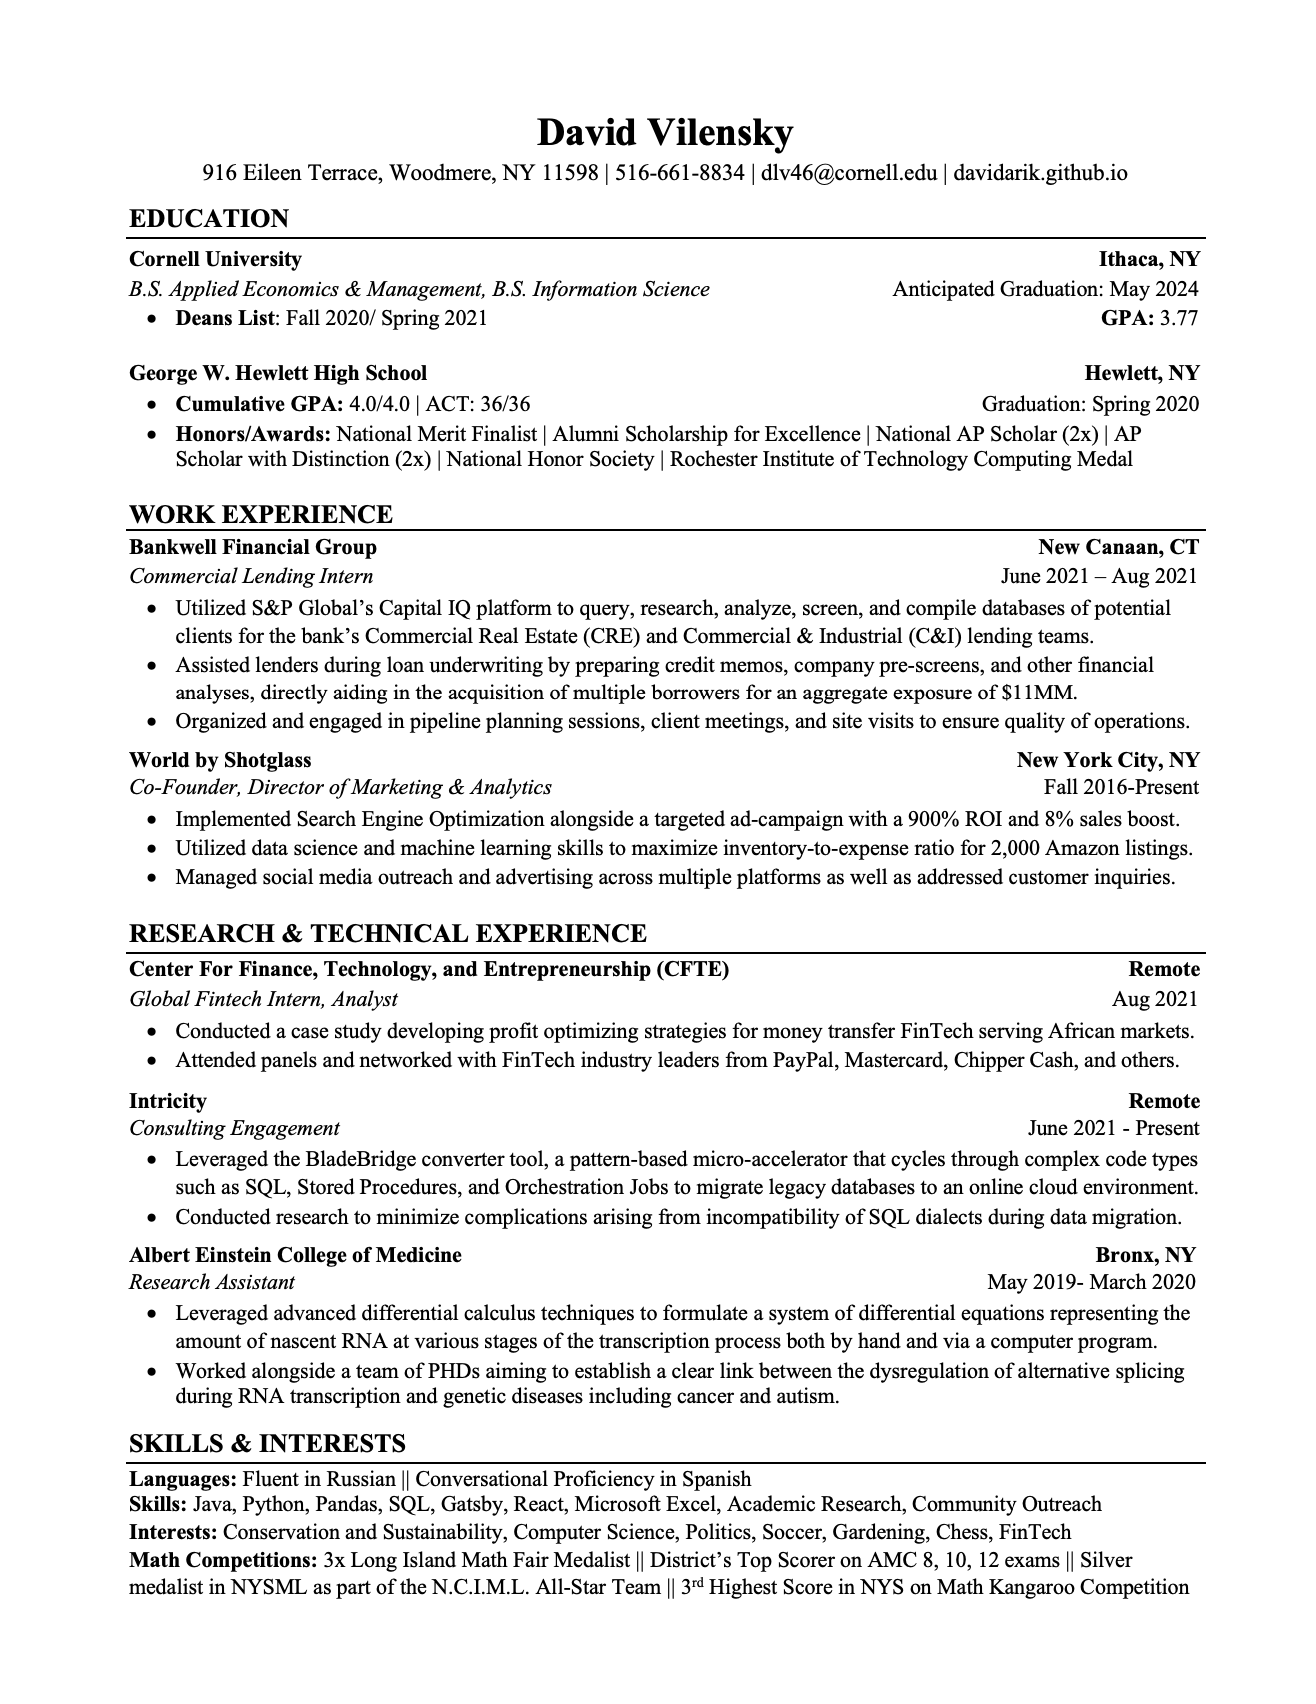 David Vilensky
916 Eileen Terrace, Woodmere, NY 11598 | 516-661-8834 | dlv46@cornell.edu | davidarik.github.io
EDUCATION
Cornell University Ithaca, NY
B.S. Applied Economics & Management, B.S. Information Science Anticipated Graduation: May 2024
• Deans List: Fall 2020/ Spring 2021 GPA: 3.77
George W. Hewlett High School Hewlett, NY
• Cumulative GPA: 4.0/4.0 | ACT: 36/36 Graduation: Spring 2020
• Honors/Awards: National Merit Finalist | Alumni Scholarship for Excellence | National AP Scholar (2x) | AP
Scholar with Distinction (2x) | National Honor Society | Rochester Institute of Technology Computing Medal
WORK EXPERIENCE
Bankwell Financial Group New Canaan, CT
Commercial Lending Intern June 2021 – Aug 2021
• Utilized S&P Global’s Capital IQ platform to query, research, analyze, screen, and compile databases of potential
clients for the bank’s Commercial Real Estate (CRE) and Commercial & Industrial (C&I) lending teams.
• Assisted lenders during loan underwriting by preparing credit memos, company pre-screens, and other financial
analyses, directly aiding in the acquisition of multiple borrowers for an aggregate exposure of $11MM.
• Organized and engaged in pipeline planning sessions, client meetings, and site visits to ensure quality of operations.
World by Shotglass New York City, NY
Co-Founder, Director of Marketing & Analytics Fall 2016-Present
• Implemented Search Engine Optimization alongside a targeted ad-campaign with a 900% ROI and 8% sales boost.
• Utilized data science and machine learning skills to maximize inventory-to-expense ratio for 2,000 Amazon listings.
• Managed social media outreach and advertising across multiple platforms as well as addressed customer inquiries.
RESEARCH & TECHNICAL EXPERIENCE
Center For Finance, Technology, and Entrepreneurship (CFTE) Remote
Global Fintech Intern, Analyst Aug 2021
• Conducted a case study developing profit optimizing strategies for money transfer FinTech serving African markets.
• Attended panels and networked with FinTech industry leaders from PayPal, Mastercard, Chipper Cash, and others.
Intricity Remote
Consulting Engagement June 2021 - Present
• Leveraged the BladeBridge converter tool, a pattern-based micro-accelerator that cycles through complex code types
such as SQL, Stored Procedures, and Orchestration Jobs to migrate legacy databases to an online cloud environment.
• Conducted research to minimize complications arising from incompatibility of SQL dialects during data migration.
Albert Einstein College of Medicine Bronx, NY
Research Assistant May 2019- March 2020
• Leveraged advanced differential calculus techniques to formulate a system of differential equations representing the
amount of nascent RNA at various stages of the transcription process both by hand and via a computer program.
• Worked alongside a team of PHDs aiming to establish a clear link between the dysregulation of alternative splicing
during RNA transcription and genetic diseases including cancer and autism.
SKILLS & INTERESTS
Languages: Fluent in Russian || Conversational Proficiency in Spanish
Skills: Java, Python, Pandas, SQL, Gatsby, React, Microsoft Excel, Academic Research, Community Outreach
Interests: Conservation and Sustainability, Computer Science, Politics, Soccer, Gardening, Chess, FinTech
Math Competitions: 3x Long Island Math Fair Medalist || District’s Top Scorer on AMC 8, 10, 12 exams || Silver
medalist in NYSML as part of the N.C.I.M.L. All-Star Team || 3rd Highest Score in NYS on Math Kangaroo Competition